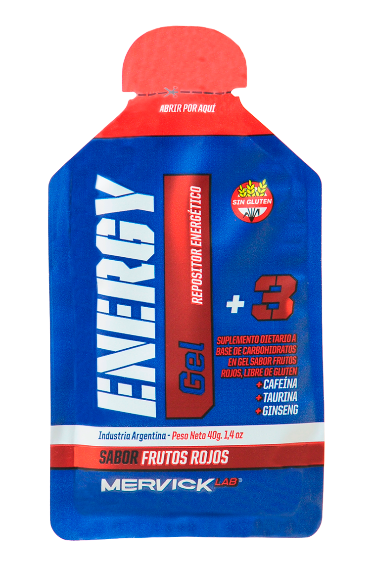 ABRIR POR AQUÍ
SIN GLUTEN
ENERGY
Gel
REPOSITOR ENERGÉTICO
+3
SUPLEMENTO DIETARIO A
BASE DE CARBOHIDRATOS
EN GEL SABOR FRUTOS
ROJOS, LIBRE DE GLUTEN
+CAFEÍNA
+TAURINA
+GINSENG
Industria Argentina - Peso Neto 40g. 1,4 oz
SABOR FRUTOS ROJOS
MERVICK LAB